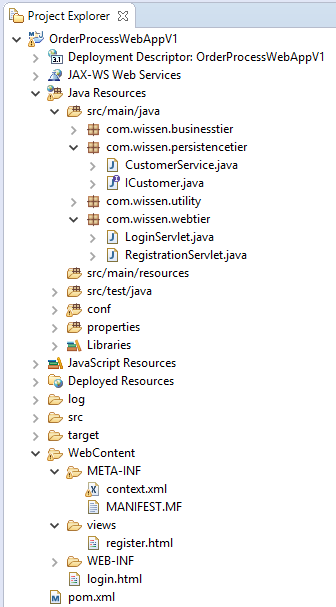 Project Explorer
OrderProcessWebAppV1
Deployment Descriptor: OrderProcessWebAppV1
JAX-WS Web Services
Java Resources
src/main/java
com.wissen.businesstier
com.wissen.persistencetier
CustomerService.java
ICustomer.java
com.wissen.utility
com.wissen.webtier
LoginServlet.java
RegistrationServlet.java
src/main/resources
src/test/java
conf
properties
Libraries
JavaScript Resources
Deployed Resources
log
src
target
WebContent
META-INF
context.xml
MANIFEST.MF
views
register.html
WEB-INF
login.html
pom.xml